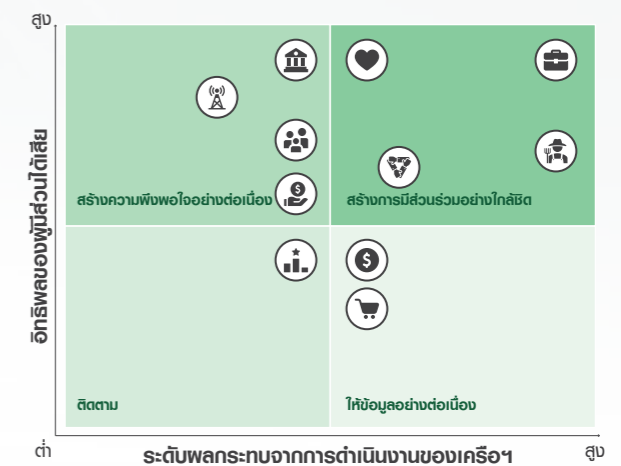 สูง
อิทธิพลของผู้มีส่วนได้เสีย
สร้างความพึงพอใจอย่างต่อเนื่อง
สร้างการมีส่วนร่วมอย่างใกล้ชิด
ติดตาม
ให้ข้อมูลอย่างต่อเนื่อง
ต่ำ
ระดับผลกระทบจากการดำเนินงานของเครือฯ
สูง